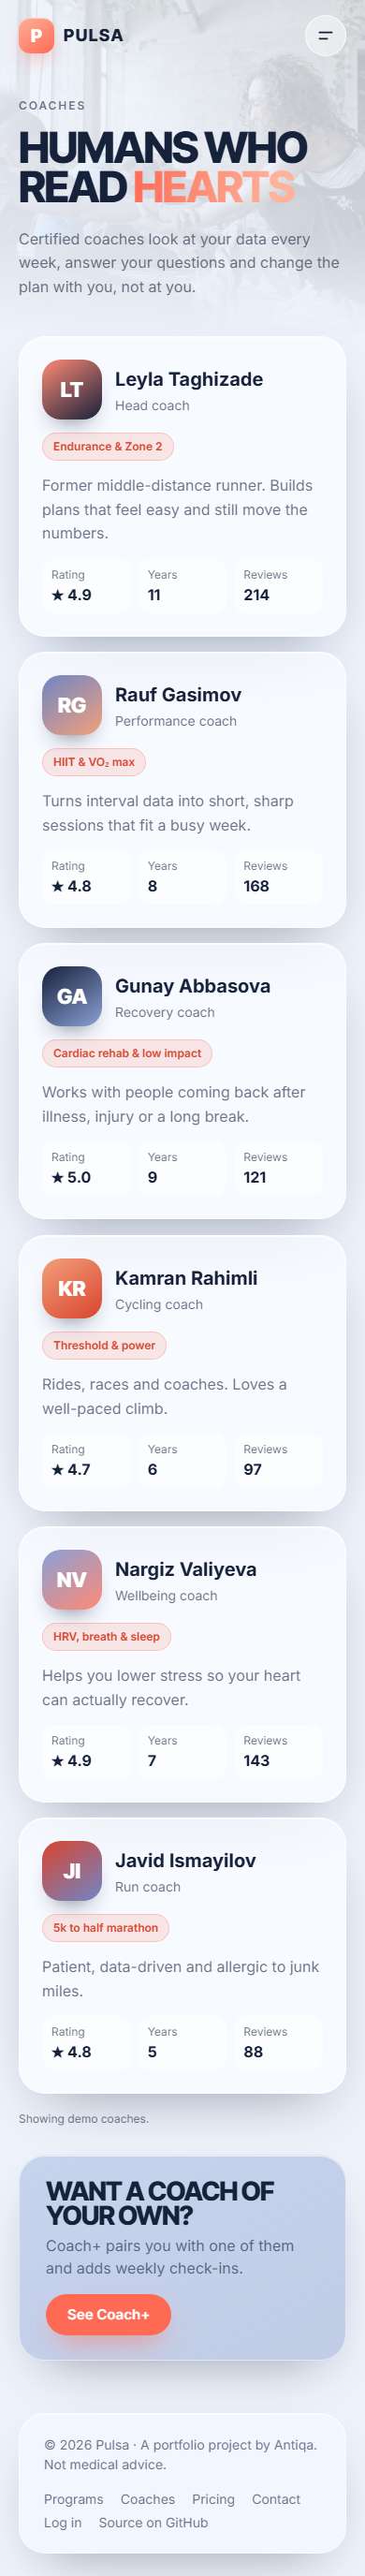 P PULSA
COACHES
HUMANS WHO
READ HEARTS
Certified coaches look at your data every
week, answer your questions and change the
plan with you, not at you.
LT
Leyla Taghizade
Head coach
Endurance & Zone 2
Former middle-distance runner. Builds
plans that feel easy and still move the
numbers.
Rating Years Reviews
★ 4.9 11 214
RG
Rauf Gasimov
Performance coach
HIIT & VO₂ max
Turns interval data into short, sharp
sessions that fit a busy week.
Rating Years Reviews
★ 4.8 8 168
GA
Gunay Abbasova
Recovery coach
Cardiac rehab & low impact
Works with people coming back after
illness, injury or a long break.
Rating Years Reviews
★ 5.0 9 121
KR
Kamran Rahimli
Cycling coach
Threshold & power
Rides, races and coaches. Loves a
well-paced climb.
Rating Years Reviews
★ 4.7 6 97
NV
Nargiz Valiyeva
Wellbeing coach
HRV, breath & sleep
Helps you lower stress so your heart
can actually recover.
Rating Years Reviews
★ 4.9 7 143
JI
Javid Ismayilov
Run coach
5k to half marathon
Patient, data-driven and allergic to junk
miles.
Rating Years Reviews
★ 4.8 5 88
Showing demo coaches.
WANT A COACH OF
YOUR OWN?
Coach+ pairs you with one of them
and adds weekly check-ins.
See Coach+
© 2026 Pulsa · A portfolio project by Antiqa.
Not medical advice.
Programs Coaches Pricing Contact
Log in Source on GitHub